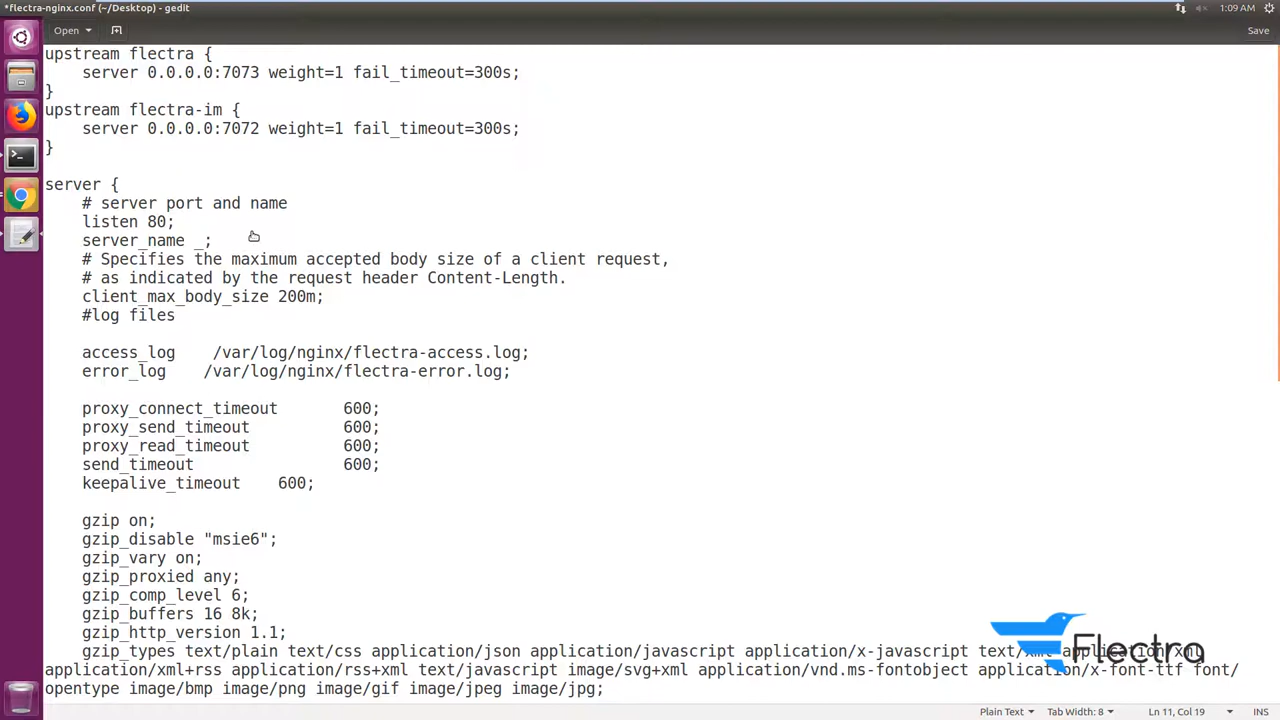 *flectra-nginx.conf (~/Desktop) - gedit
1:09 AM
Open
Save
upstream flectra {
server 0.0.0.0:7073 weight=1 fail_timeout=300s;
}
upstream flectra-im {
server 0.0.0.0:7072 weight=1 fail_timeout=300s;
}
server {
# server port and name
listen 80;
server_name _;
# Specifies the maximum accepted body size of a client request,
# as indicated by the request header Content-Length.
client_max_body_size 200m;
#log files
access_log /var/log/nginx/flectra-access.log;
error_log /var/log/nginx/flectra-error.log;
proxy_connect_timeout 600;
proxy_send_timeout 600;
proxy_read_timeout 600;
send_timeout 600;
keepalive_timeout 600;
gzip on;
gzip_disable "msie6";
gzip_vary on;
gzip_proxied any;
gzip_comp_level 6;
gzip_buffers 16 8k;
gzip_http_version 1.1;
gzip_types text/plain text/css application/json application/javascript application/x-javascript text/xml application/xml
application/xml+rss application/rss+xml text/javascript image/svg+xml application/vnd.ms-fontobject application/x-font-ttf font/
opentype image/bmp image/png image/gif image/jpeg image/jpg;
Flectra
Plain Text
Tab Width: 8
Ln 11, Col 19
INS